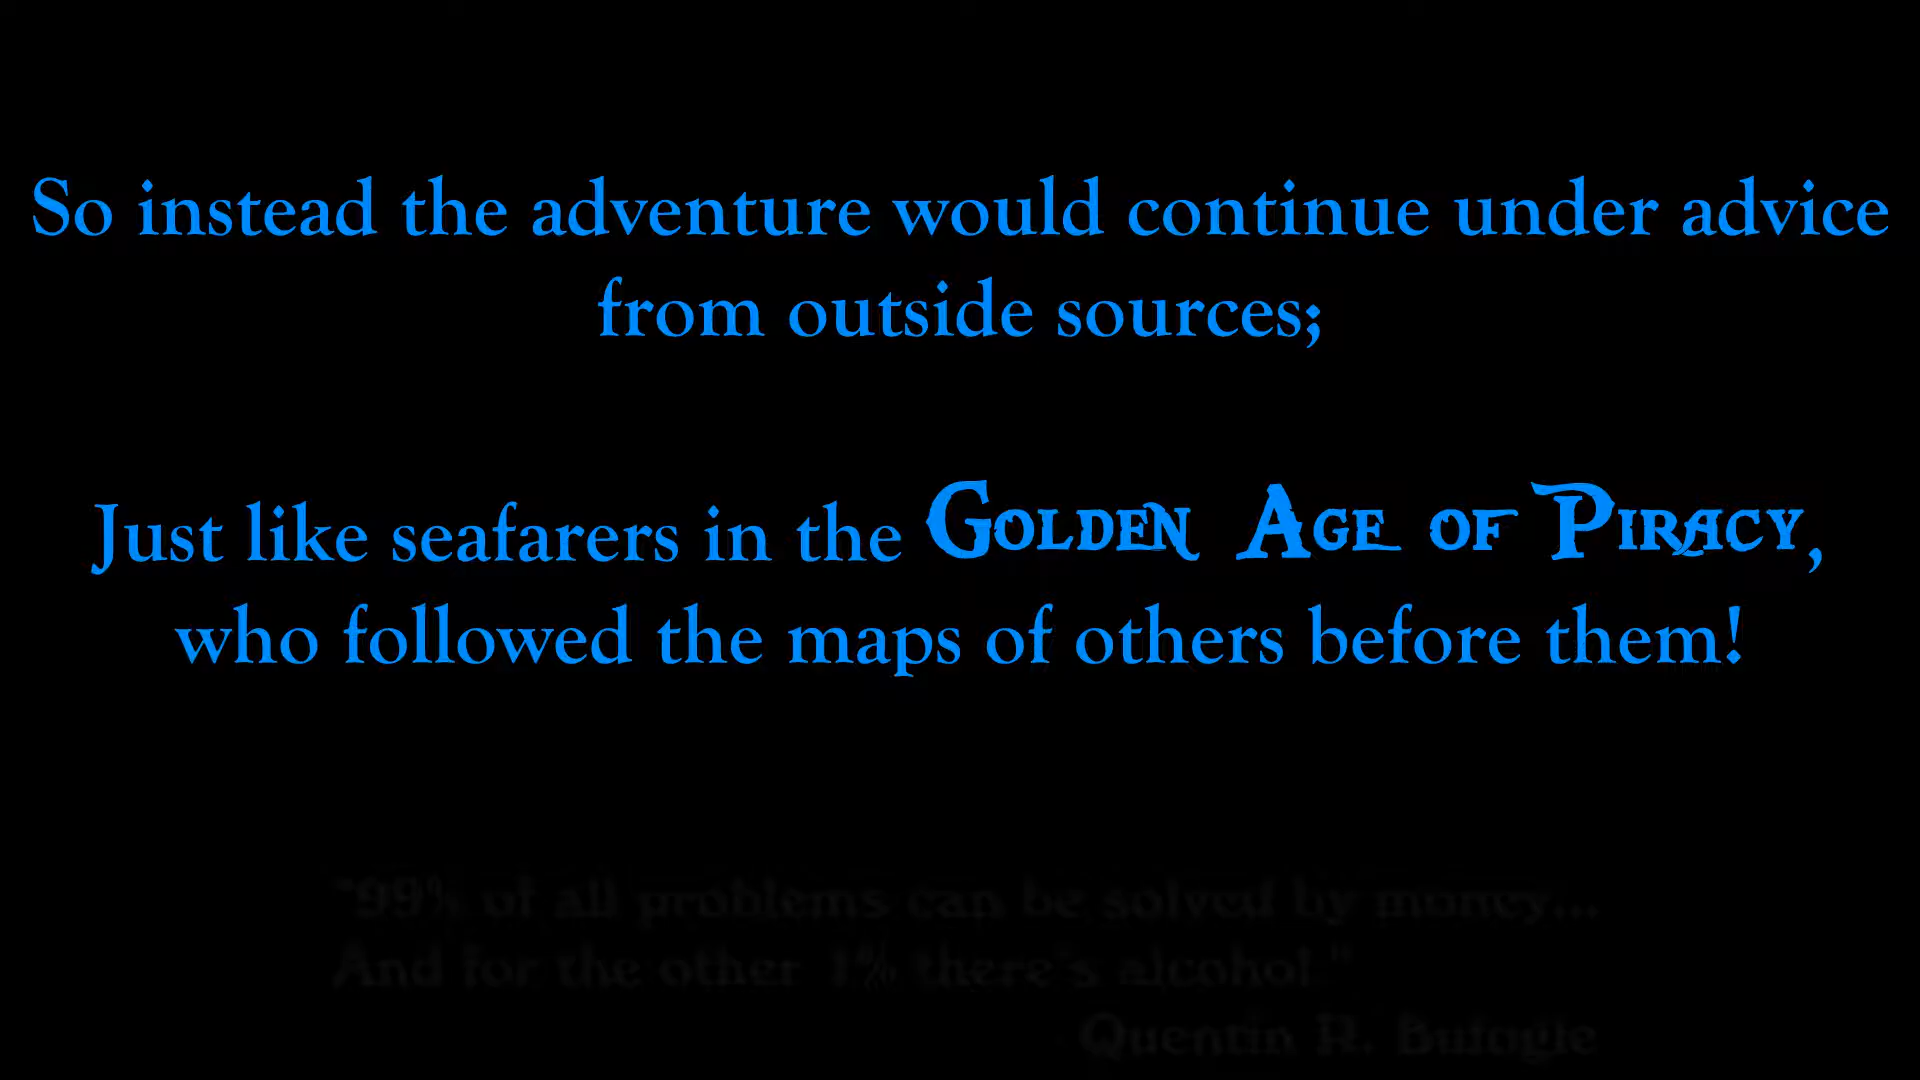 So instead the adventure would continue under advice
from outside sources;
Just like seafarers in the Golden Age of Piracy,
who followed the maps of others before them!
"99% of all problems can be solved by money...
And for the other 1% there's alcohol."
Quentin R. Bufogle